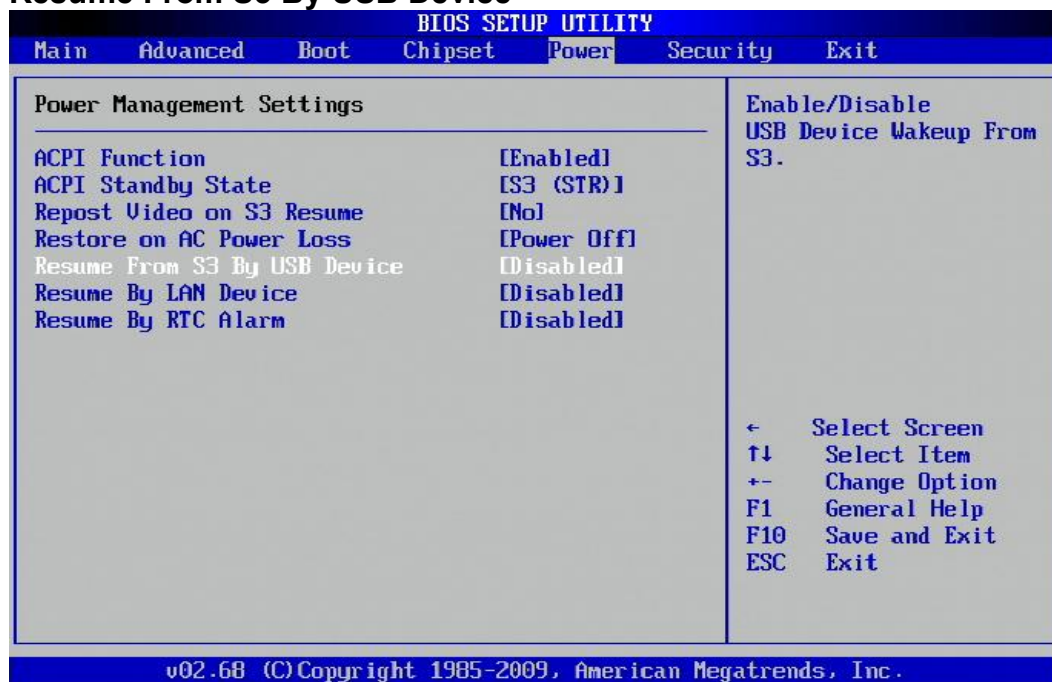 Resume From S3 By USB Device
BIOS SETUP UTILITY
Main Advanced Boot Chipset Power Security Exit
Power Management Settings
ACPI Function [Enabled]
ACPI Standby State [S3 (STR)]
Repost Video on S3 Resume [No]
Restore on AC Power Loss [Power Off]
Resume From S3 By USB Device [Disabled]
Resume By LAN Device [Disabled]
Resume By RTC Alarm [Disabled]
Enable/Disable
USB Device Wakeup From
S3.
← Select Screen
↑↓ Select Item
+- Change Option
F1 General Help
F10 Save and Exit
ESC Exit
v02.68 (C)Copyright 1985-2009, American Megatrends, Inc.